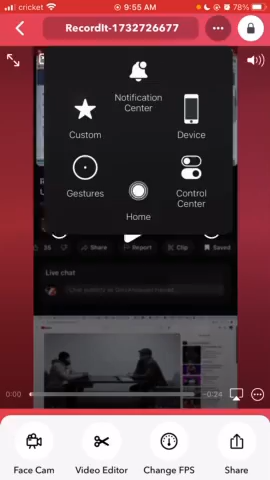 cricket 9:55 AM 78%
RecordIt-1732726677
Notification
Center
Custom
Device
Gestures
Control
Center
Home
36 Share Report Clip Saved
Live chat
0:00 -0:24
Face Cam Video Editor Change FPS Share